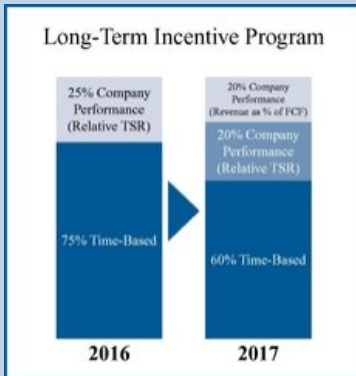 Long-Term Incentive Program
25% Company
Performance
(Relative TSR)
75% Time-Based
2016
20% Company
Performance
(Revenue as % of FCF)
20% Company
Performance
(Relative TSR)
60% Time-Based
2017